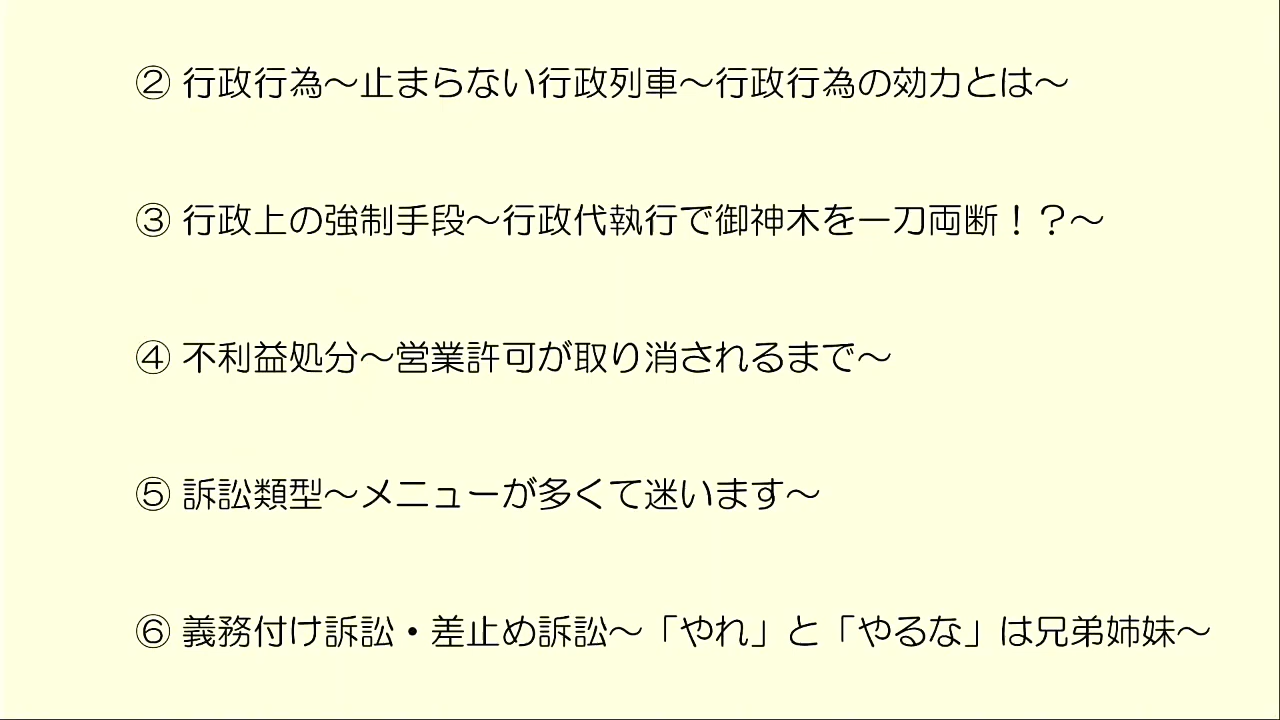 ② 行政行為～止まらない行政列車～行政行為の効力とは～
③ 行政上の強制手段～行政代執行で御神木を一刀両断！？～
④ 不利益処分～営業許可が取り消されるまで～
⑤ 訴訟類型～メニューが多くて迷います～
⑥ 義務付け訴訟・差止め訴訟～「やれ」と「やるな」は兄弟姉妹～